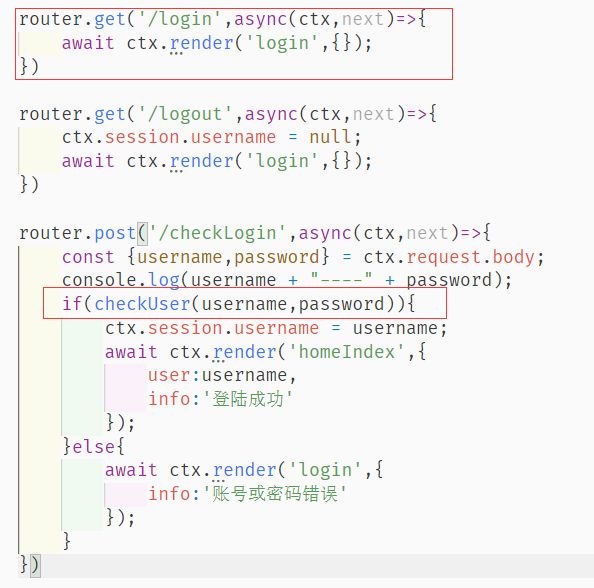 router.get('/login',async(ctx,next)=>{
    await ctx.render('login',{});
})

router.get('/logout',async(ctx,next)=>{
    ctx.session.username = null;
    await ctx.render('login',{});
})

router.post('/checkLogin',async(ctx,next)=>{
    const {username,password} = ctx.request.body;
    console.log(username + "----" + password);
    if(checkUser(username,password)){
        ctx.session.username = username;
        await ctx.render('homeIndex',{
            user:username,
            info:'登陆成功'
        });
    }else{
        await ctx.render('login',{
            info:'账号或密码错误'
        });
    }
})